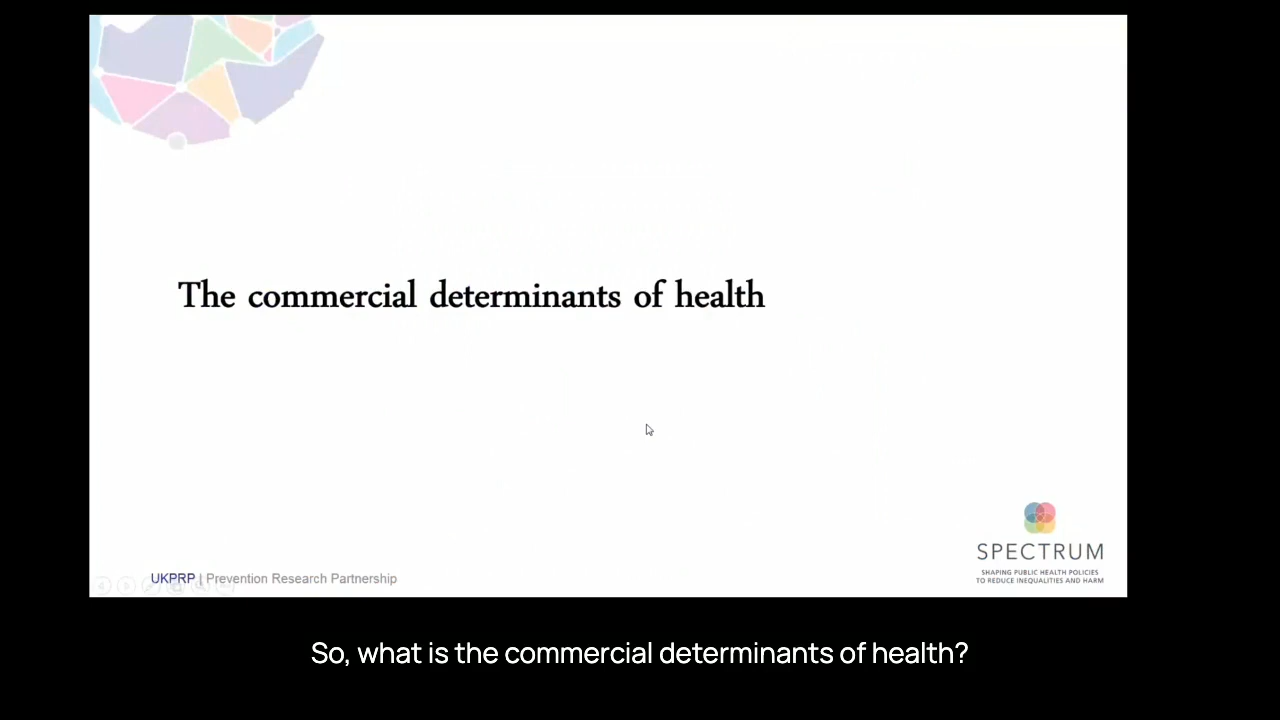 The commercial determinants of health
UKPRP | Prevention Research Partnership
SPECTRUM
SHAPING PUBLIC HEALTH POLICIES
TO REDUCE INEQUALITIES AND HARM
So, what is the commercial determinants of health?